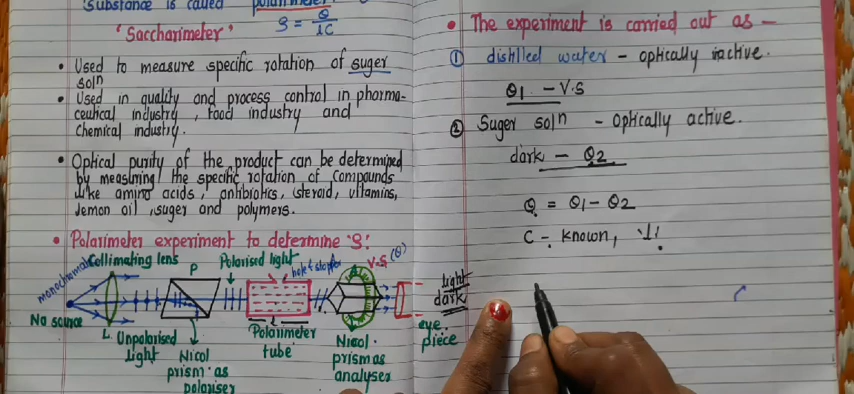 Substance is called polarimeter
'Saccharimeter'
S = θ / lC
• Used to measure specific rotation of suger
soln
• Used in quality and process control in pharma-
ceutical industry, Food industry and
Chemical industry.
• Optical purity of the product can be determined
by measuring the specific rotation of Compounds
like amino acids, antibiotics, steroid, vitamins,
lemon oil, suger and polymers.
• Polarimeter experiment to determine 'S!
monochromatic
Collimating lens
P
Polarised light
hole & stopper
A
V.S (θ)
light
dark
Na source
L
Unpolarised
light
Nicol
prism as
polariser
l
Polarimeter
tube
Nicol
prism as
analyser
eye
piece
• The experiment is carried out as –
① distilled water – optically inactive.
θ1 – V.S
② Suger soln – Optically active.
dark – θ2
θ = θ1 – θ2
C – known, 'l!